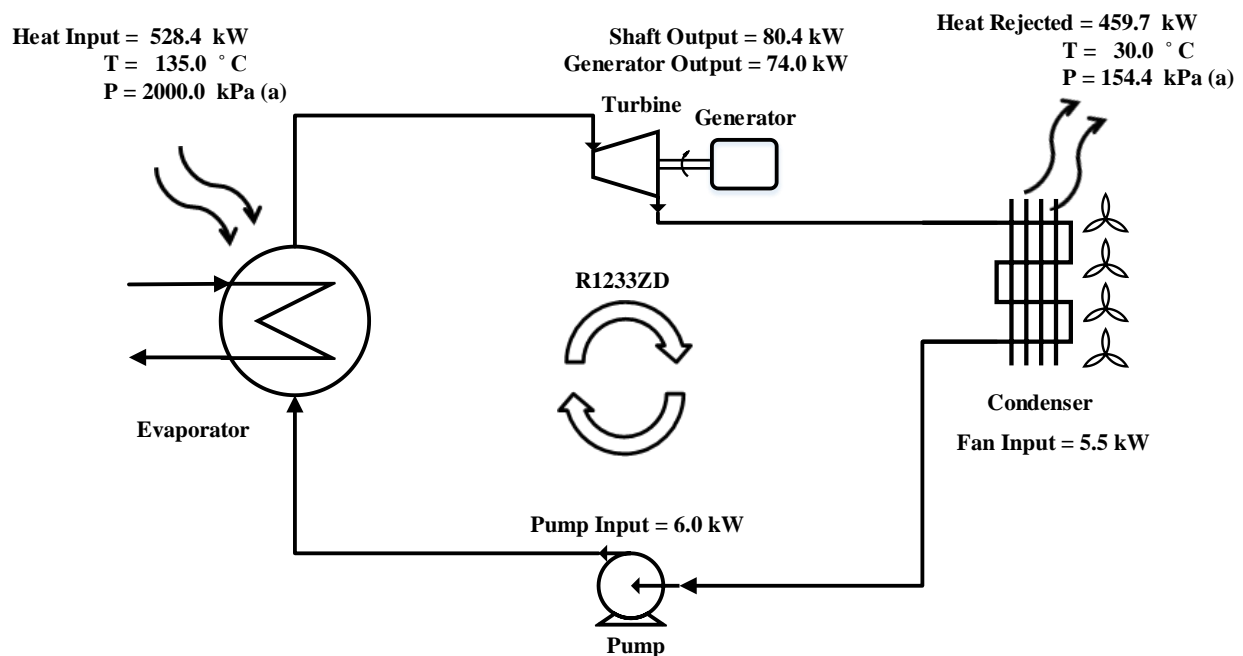 Heat Input = 528.4 kW
T = 135.0 °C
P = 2000.0 kPa (a)
Shaft Output = 80.4 kW
Generator Output = 74.0 kW
Turbine
Generator
Heat Rejected = 459.7 kW
T = 30.0 °C
P = 154.4 kPa (a)
R1233ZD
Evaporator
Condenser
Fan Input = 5.5 kW
Pump Input = 6.0 kW
Pump